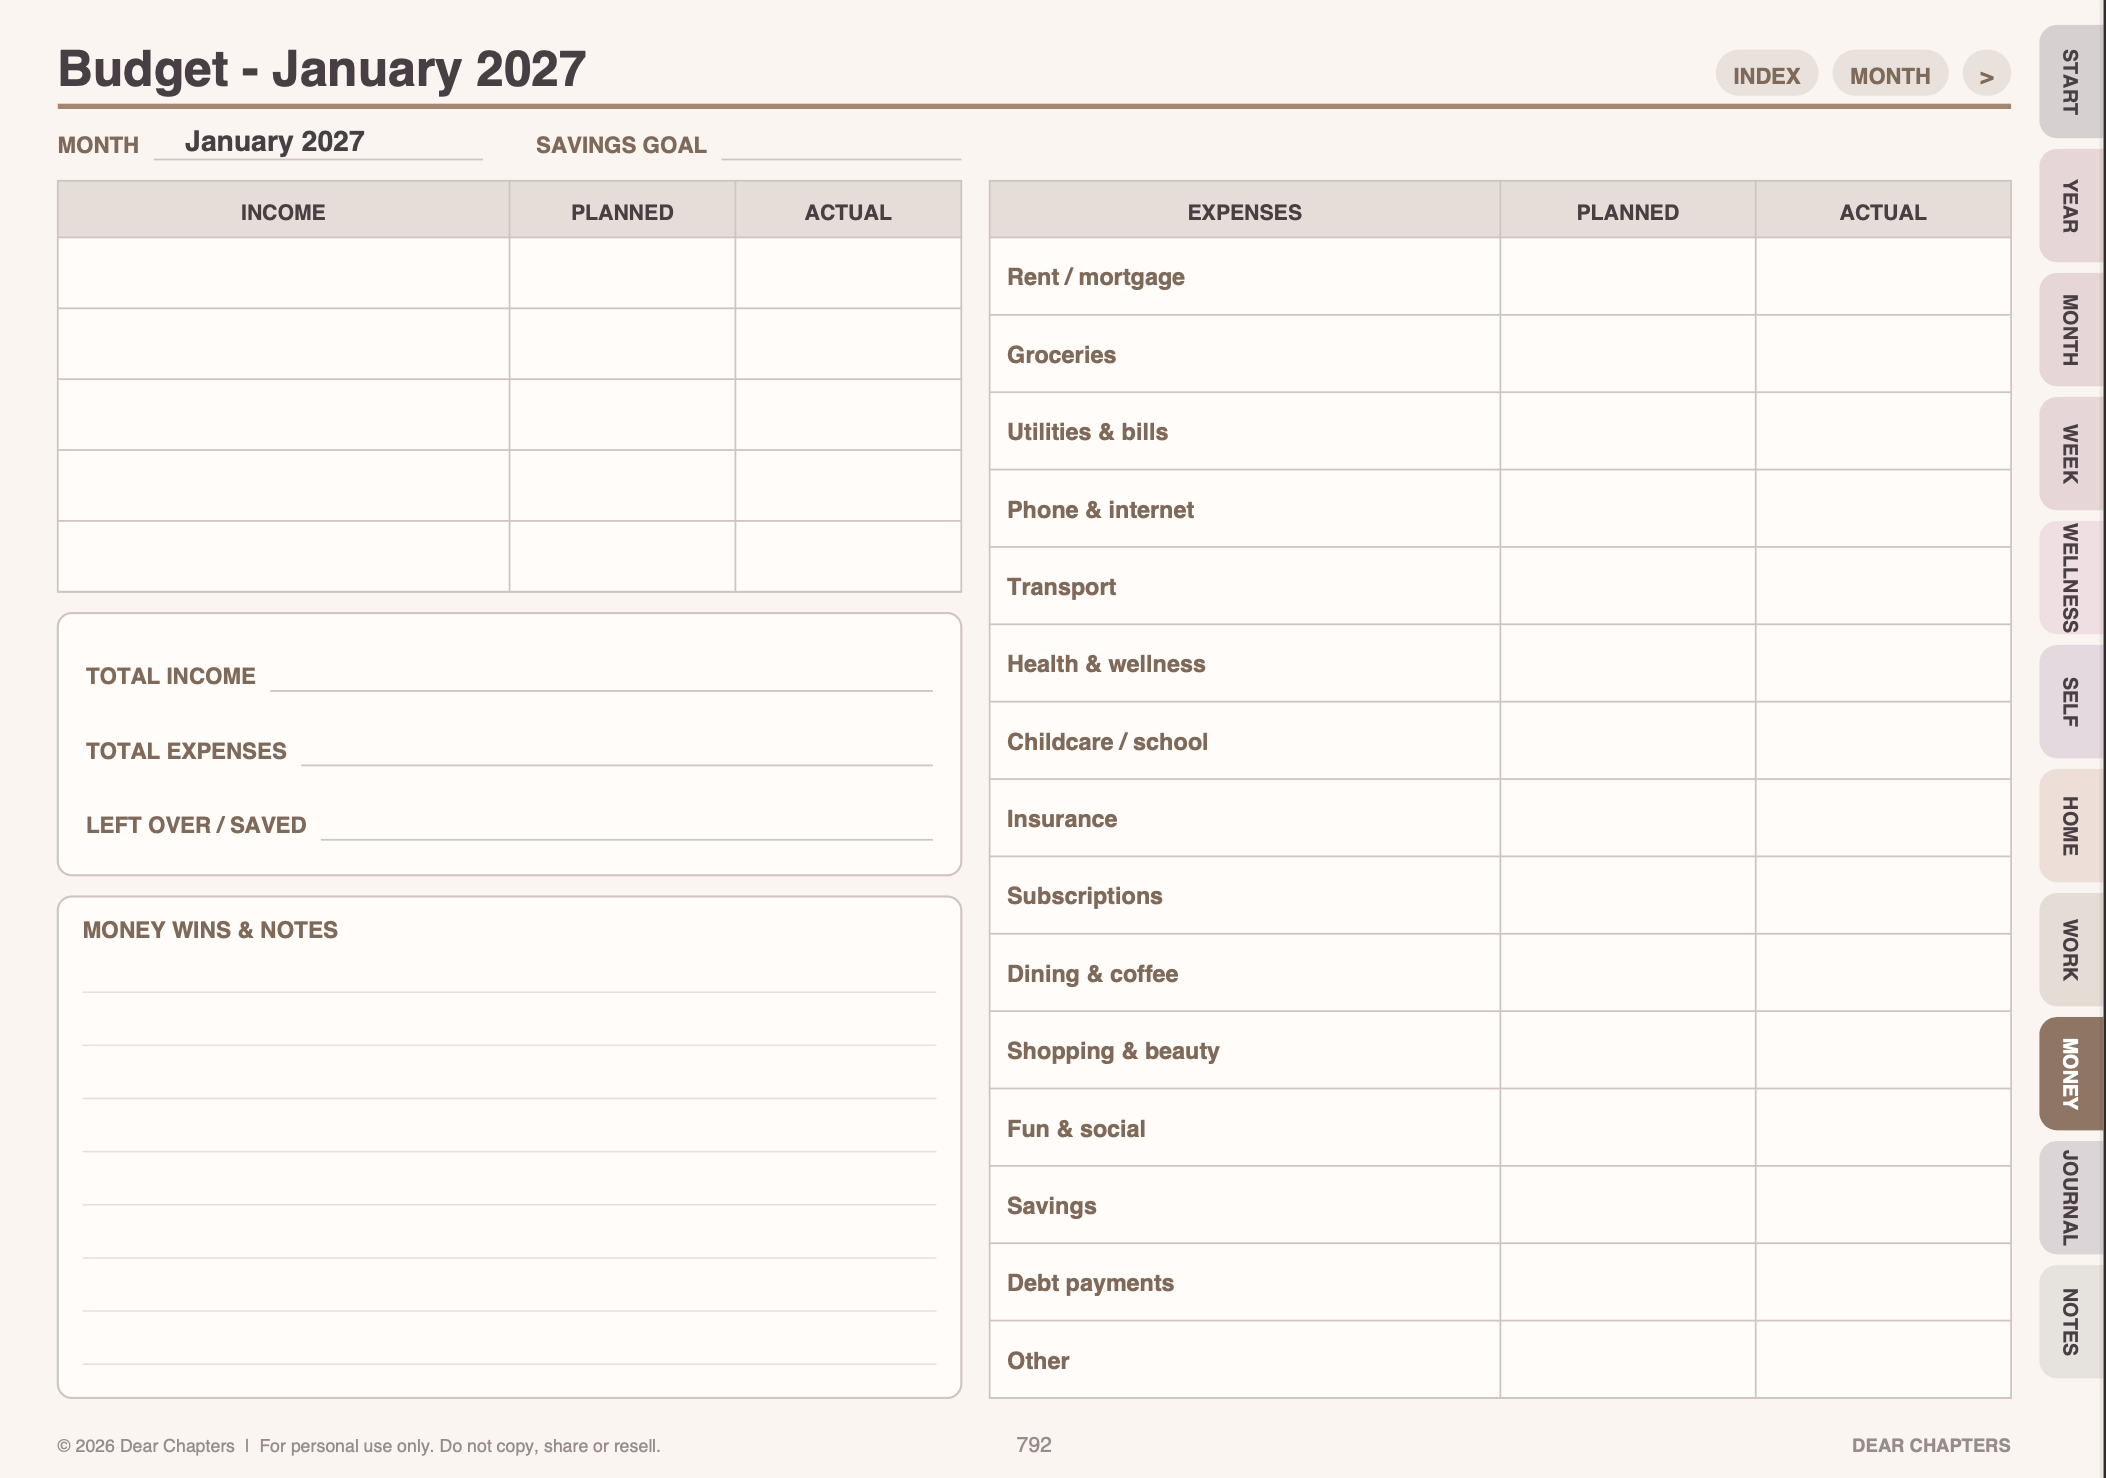 Budget - January 2027
INDEX
MONTH
>
MONTH January 2027
SAVINGS GOAL
INCOME PLANNED ACTUAL
TOTAL INCOME
TOTAL EXPENSES
LEFT OVER / SAVED
MONEY WINS & NOTES
EXPENSES PLANNED ACTUAL
Rent / mortgage
Groceries
Utilities & bills
Phone & internet
Transport
Health & wellness
Childcare / school
Insurance
Subscriptions
Dining & coffee
Shopping & beauty
Fun & social
Savings
Debt payments
Other
START
YEAR
MONTH
WEEK
WELLNESS
SELF
HOME
WORK
MONEY
JOURNAL
NOTES
© 2026 Dear Chapters | For personal use only. Do not copy, share or resell.
792
DEAR CHAPTERS